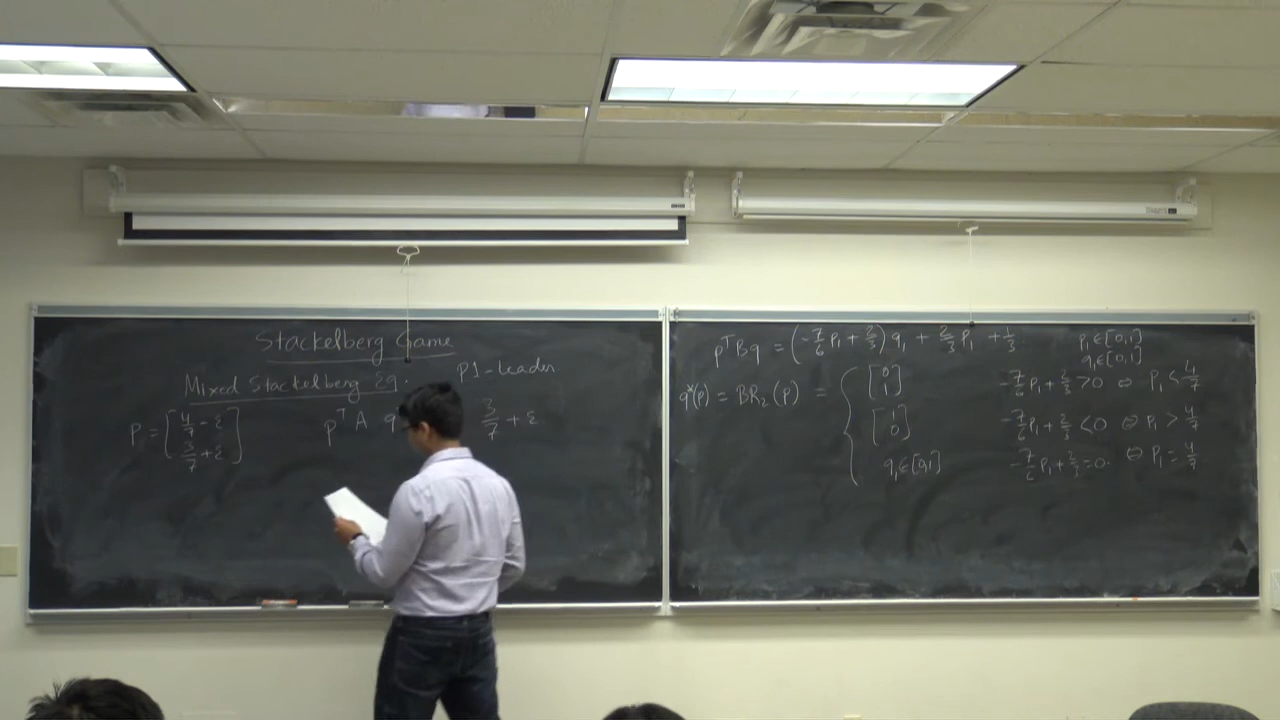 Stackelberg Game
Mixed Stackelberg Eq. P1-leader
P = [4/7 - ε
3/7 + ε] pᵀ A q 3/7 + ε
pᵀBq = (-7/6 p₁ + 2/3) q₁ + 2/3 p₁ + 1/3 p₁∈[0,1]
q₁∈[0,1]
q*(p) = BR₂(p) = { [0 1] -7/6 p₁ + 2/3 > 0 ⇔ p₁ < 4/7
[1 0] -7/6 p₁ + 2/3 < 0 ⇔ p₁ > 4/7
q₁∈[0,1] -7/6 p₁ + 2/3 = 0. ⇔ p₁ = 4/7